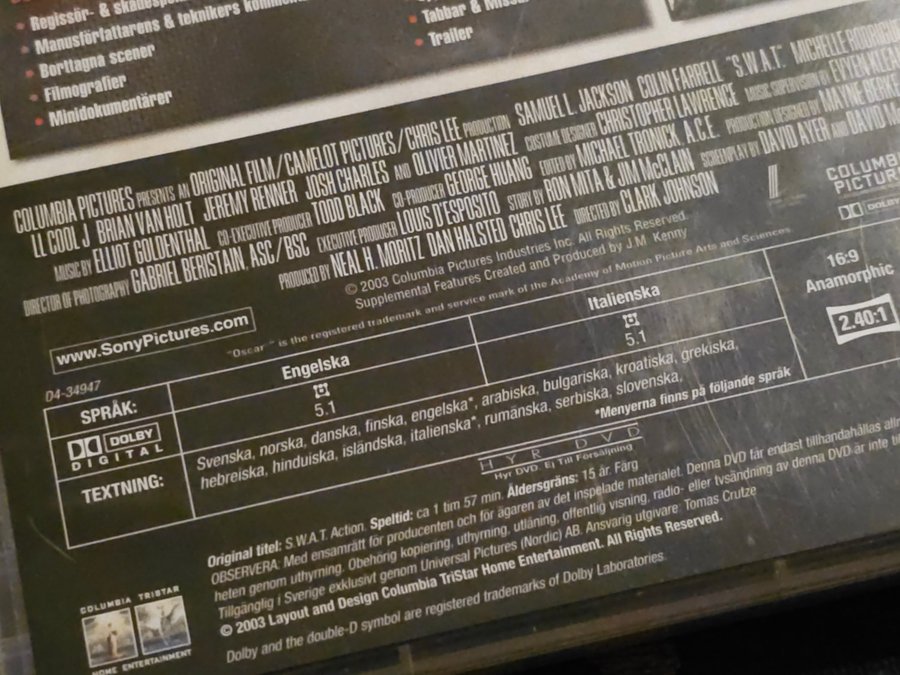 Regissör- &
Manusförfattarens & teknikers
Borttagna scener
Filmografier
Minidokumentärer
Tabbar &
Trailer
COLUMBIA PICTURES PRESENTS AN ORIGINAL FILM/CAMELOT PICTURES/CHRIS LEE PRODUCTION SAMUEL L. JACKSON COLIN FARRELL "S.W.A.T." MICHELLE
LL COOL J BRIAN VAN HOLT JEREMY RENNER JOSH CHARLES AND OLIVIER MARTINEZ COSTUME DESIGNER CHRISTOPHER LAWRENCE MUSIC SUPERVISION BY
MUSIC BY ELLIOT GOLDENTHAL CO-EXECUTIVE PRODUCER TODD BLACK CO-PRODUCER GEORGE HUANG EDITED BY MICHAEL TRONICK, A.C.E. PRODUCTION DESIGNED BY
DIRECTOR OF PHOTOGRAPHY GABRIEL BERISTAIN, ASC/BSC EXECUTIVE PRODUCER LOUIS D'ESPOSITO STORY BY RON MITA & JIM McCLAIN SCREENPLAY BY DAVID AYER AND DAVID
PRODUCED BY NEAL H. MORITZ DAN HALSTED CHRIS LEE DIRECTED BY CLARK JOHNSON
COLUMBIA
© 2003 Columbia Pictures Industries Inc. All Rights Reserved.
Supplemental Features Created and Produced by J.M. Kenny
www.SonyPictures.com
"Oscar" is the registered trademark and service mark of the Academy of Motion Picture Arts and Sciences
D4-34947
SPRÅK:
Engelska
Italienska
DOLBY
DIGITAL
5.1
5.1
TEXTNING:
Svenska, norska, danska, finska, engelska*, arabiska, bulgariska, kroatiska, grekiska,
hebreiska, hinduiska, isländska, italienska*, rumänska, serbiska, slovenska,
*Menyerna finns på följande språk
16:9
Anamorphic
2.40:1
HYR DVD
Hyr DVD. Ej Till Försäljning
Original titel: S.W.A.T. Action. Speltid: ca 1 tim 57 min. Åldersgräns: 15 år. Färg
OBSERVERA: Med ensamrätt för producenten och för ägaren av det inspelade materialet. Denna DVD får endast tillhandahållas
heten genom uthyrning. Obehörig kopiering, uthyrning, utlåning, offentlig visning, radio- eller tvsändning av denna DVD är inte
Tillgänglig i Sverige exklusivt genom Universal Pictures (Nordic) AB. Ansvarig utgivare: Tomas Crutze
© 2003 Layout and Design Columbia TriStar Home Entertainment. All Rights Reserved.
Dolby and the double-D symbol are registered trademarks of Dolby Laboratories.
COLUMBIA TRISTAR
HOME ENTERTAINMENT